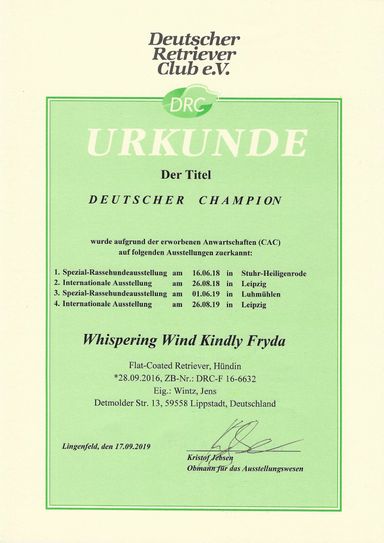 Deutscher
Retriever
Club e.V.
DRC
URKUNDE
Der Titel
DEUTSCHER CHAMPION
wurde aufgrund der erworbenen Anwartschaften (CAC)
auf folgenden Ausstellungen zuerkannt:
1. Spezial-Rassehundeausstellung am 16.06.18 in Stuhr-Heiligenrode
2. Internationale Ausstellung am 26.08.18 in Leipzig
3. Spezial-Rassehundeausstellung am 01.06.19 in Luhmühlen
4. Internationale Ausstellung am 26.08.19 in Leipzig
Whispering Wind Kindly Fryda
Flat-Coated Retriever, Hündin
*28.09.2016, ZB-Nr.: DRC-F 16-6632
Eig.: Wintz, Jens
Detmolder Str. 13, 59558 Lippstadt, Deutschland
Lingenfeld, den 17.09.2019
Kristof Jebsen
Obmann für das Ausstellungswesen